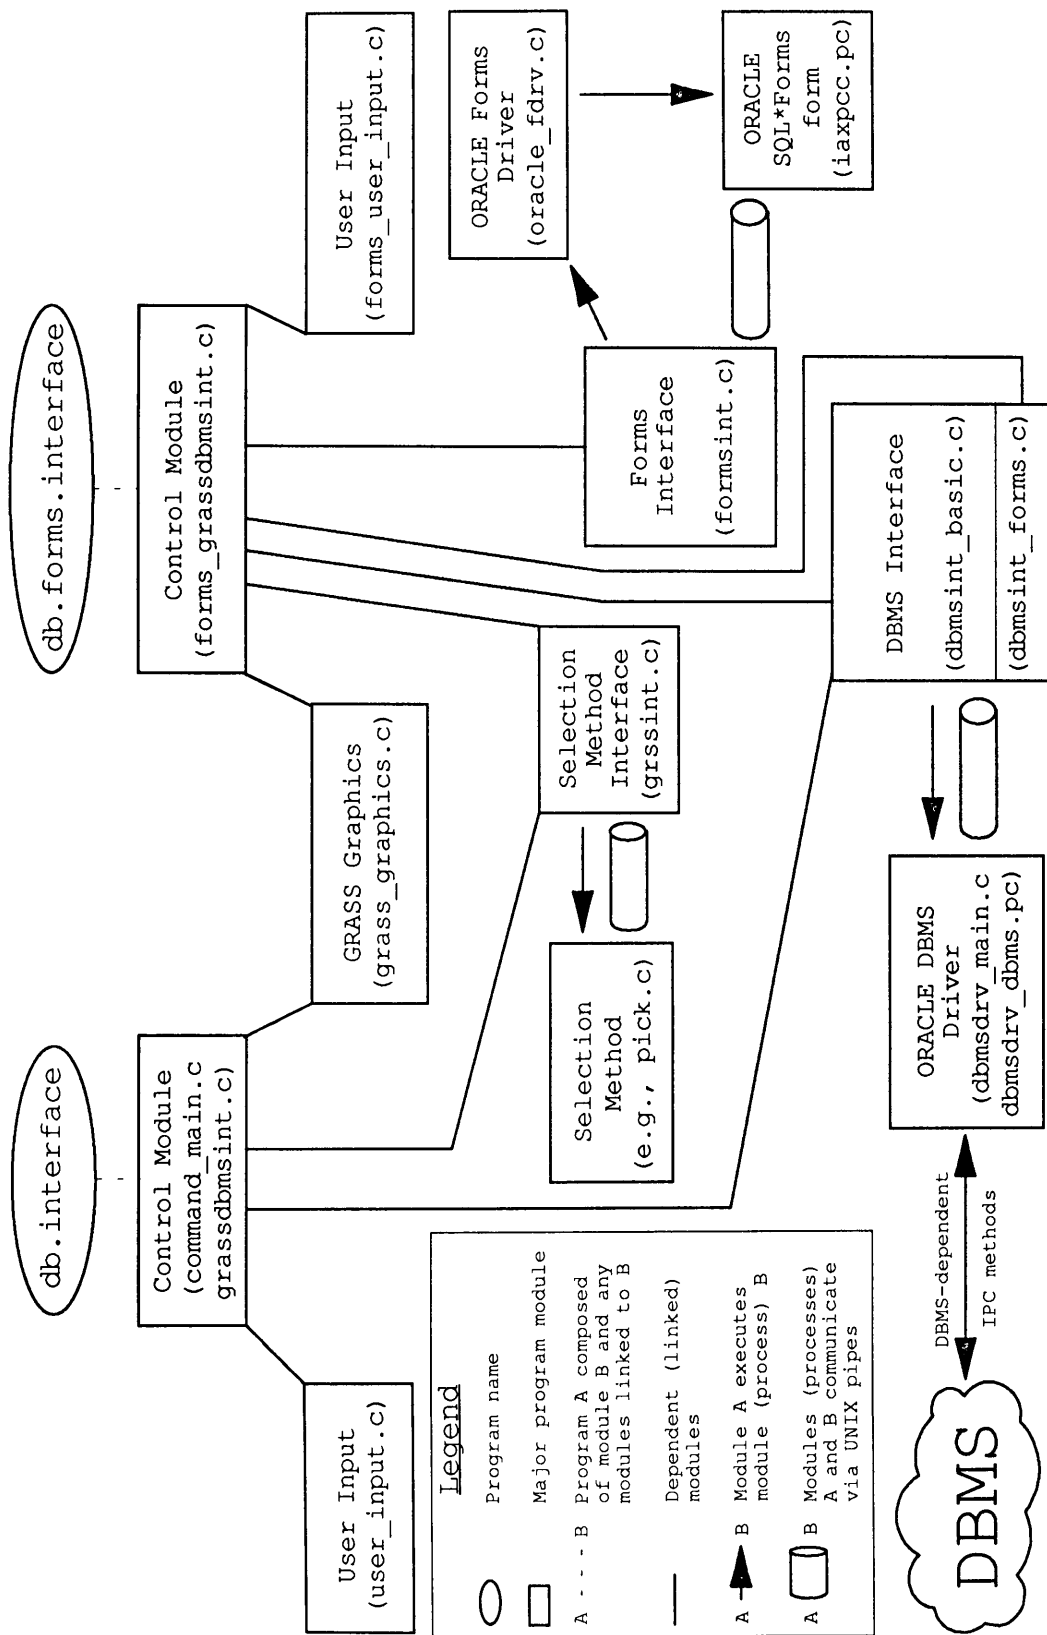 db.interface
db.forms.interface
Control Module
(command_main.c
grassdbmsint.c)
Control Module
(forms_grassdbmsint.c)
User Input
(user_input.c)
GRASS Graphics
(grass_graphics.c)
User Input
(forms_user_input.c)
Legend
Program name
Major program module
A - - - B Program A composed
of module B and any
modules linked to B
Dependent (linked)
modules
A B Module A executes
module (process) B
A B Modules (processes)
A and B communicate
via UNIX pipes
Selection
Method
(e.g., pick.c)
Selection
Method
Interface
(grssint.c)
Forms
Interface
(formsint.c)
ORACLE Forms
Driver
(oracle_fdrv.c)
ORACLE
SQL*Forms
form
(iaxpcc.pc)
DBMS
DBMS-dependent
IPC methods
ORACLE DBMS
Driver
(dbmsdrv_main.c
dbmsdrv_dbms.pc)
DBMS Interface
(dbmsint_basic.c)
(dbmsint_forms.c)